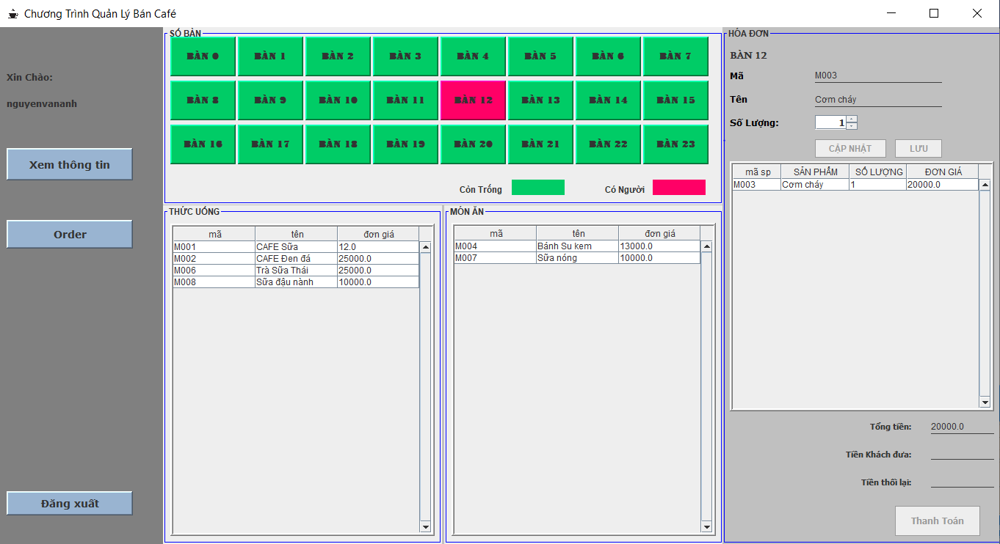 Chương Trình Quản Lý Bán Café
Xin Chào:
nguyenvananh
Xem thông tin
Order
Đăng xuất
SỐ BÀN
BÀN 0 BÀN 1 BÀN 2 BÀN 3 BÀN 4 BÀN 5 BÀN 6 BÀN 7
BÀN 8 BÀN 9 BÀN 10 BÀN 11 BÀN 12 BÀN 13 BÀN 14 BÀN 15
BÀN 16 BÀN 17 BÀN 18 BÀN 19 BÀN 20 BÀN 21 BÀN 22 BÀN 23
Còn Trống Có Người
THỨC UỐNG
mã tên đơn giá
M001 CAFE Sữa 12.0
M002 CAFE Đen đá 25000.0
M006 Trà Sữa Thái 25000.0
M008 Sữa đậu nành 10000.0
MÓN ĂN
mã tên đơn giá
M004 Bánh Su kem 13000.0
M007 Sữa nóng 10000.0
HÓA ĐƠN
BÀN 12
Mã M003
Tên Cơm cháy
Số Lượng: 1
CẬP NHẬT LƯU
mã sp SẢN PHẨM SỐ LƯỢNG ĐƠN GIÁ
M003 Cơm cháy 1 20000.0
Tổng tiền: 20000.0
Tiền Khách đưa:
Tiền thối lại:
Thanh Toán